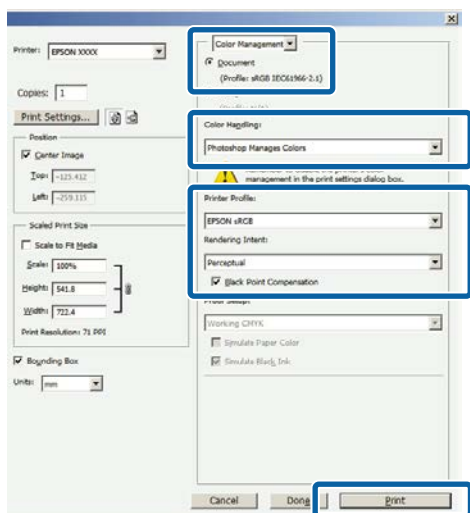 Printer: EPSON XXXX
Copies: 1
Print Settings...
Position
Center Image
Top: -125.412
Left: -259.115
Scaled Print Size
Scale to Fit Media
Scale: 100%
Height: 541.8
Width: 722.4
Print Resolution: 71 PPI
Bounding Box
Units: mm
Color Management
Document
(Profile: sRGB IEC61966-2.1)
Color Handling:
Photoshop Manages Colors
management in the print settings dialog box.
Printer Profile:
EPSON sRGB
Rendering Intent:
Perceptual
Black Point Compensation
Proof Setup:
Working CMYK
Simulate Paper Color
Simulate Black Ink
Cancel
Done
Print